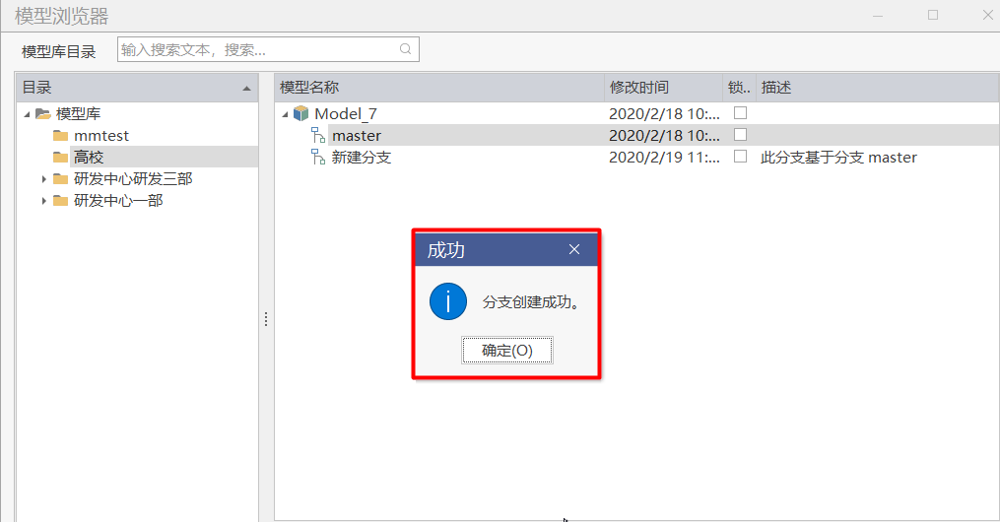 模型浏览器
模型库目录 输入搜索文本，搜索...
目录 模型名称 修改时间 锁.. 描述
模型库 Model_7 2020/2/18 10:...
mmtest master 2020/2/18 10:...
高校 新建分支 2020/2/19 11:... 此分支基于分支 master
研发中心研发三部
研发中心一部
成功
分支创建成功。
确定(O)